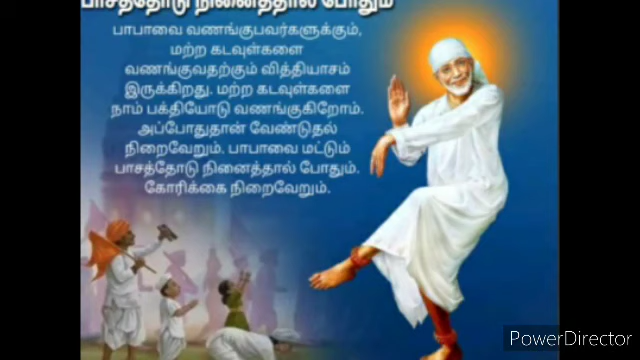 பாசத்தோடு நினைத்தால் போதும்
பாபாவை வணங்குபவர்களுக்கும்,
மற்ற கடவுள்களை
வணங்குவதற்கும் வித்தியாசம்
இருக்கிறது. மற்ற கடவுள்களை
நாம் பக்தியோடு வணங்குகிறோம்.
அப்போதுதான் வேண்டுதல்
நிறைவேறும். பாபாவை மட்டும்
பாசத்தோடு நினைத்தால் போதும்.
கோரிக்கை நிறைவேறும்.
PowerDirector